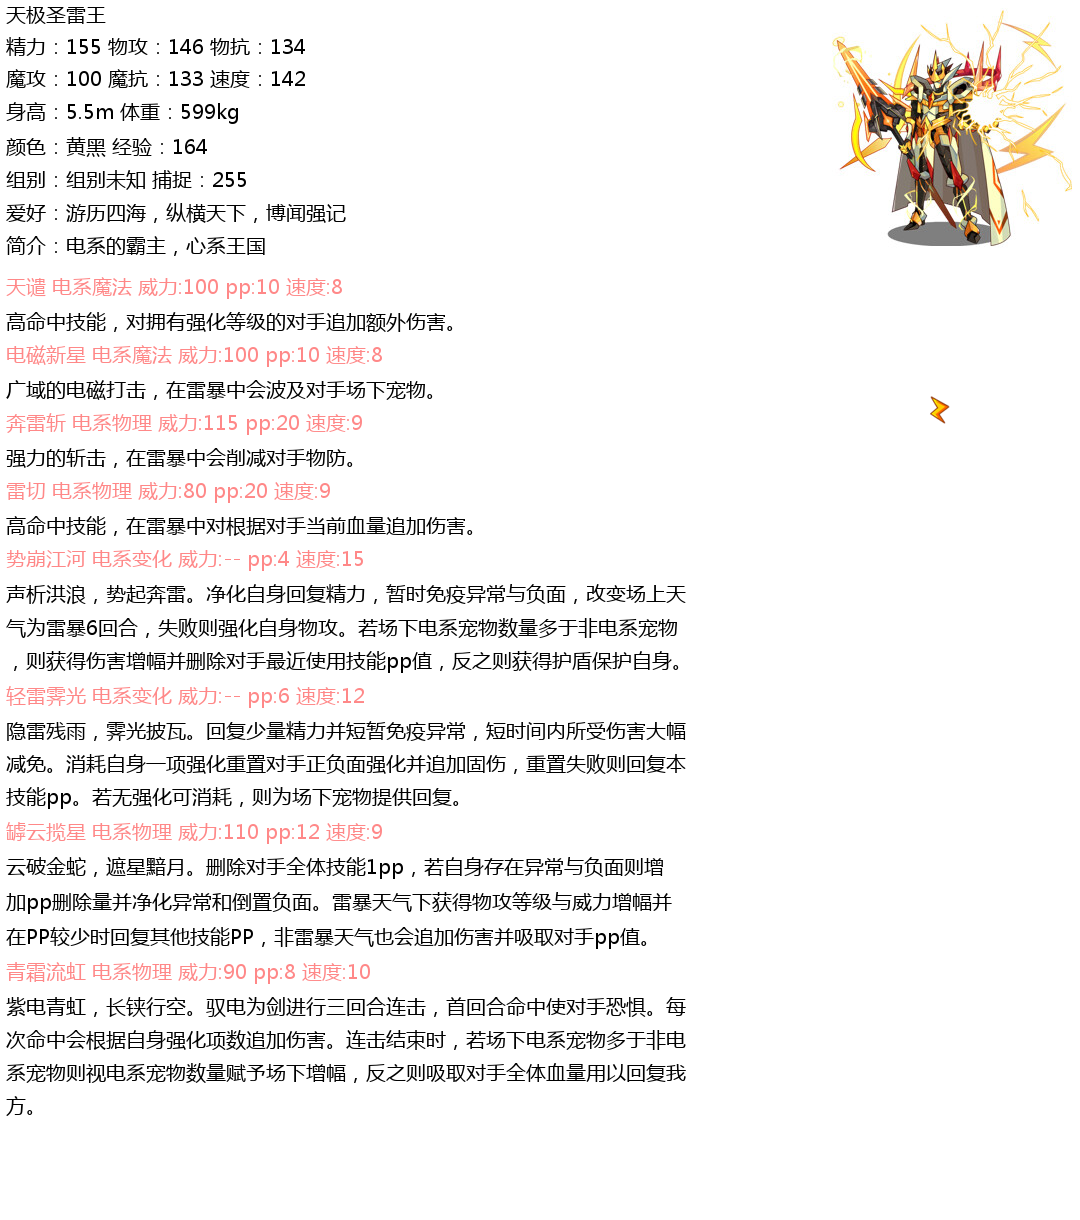 天极圣雷王
精力：155 物攻：146 物抗：134
魔攻：100 魔抗：133 速度：142
身高：5.5m 体重：599kg
颜色：黄黑 经验：164
组别：组别未知 捕捉：255
爱好：游历四海，纵横天下，博闻强记
简介：电系的霸主，心系王国
天谴 电系魔法 威力:100 pp:10 速度:8
高命中技能，对拥有强化等级的对手追加额外伤害。
电磁新星 电系魔法 威力:100 pp:10 速度:8
广域的电磁打击，在雷暴中会波及对手场下宠物。
奔雷斩 电系物理 威力:115 pp:20 速度:9
强力的斩击，在雷暴中会削减对手物防。
雷切 电系物理 威力:80 pp:20 速度:9
高命中技能，在雷暴中对根据对手当前血量追加伤害。
势崩江河 电系变化 威力:-- pp:4 速度:15
声析洪浪，势起奔雷。净化自身回复精力，暂时免疫异常与负面，改变场上天
气为雷暴6回合，失败则强化自身物攻。若场下电系宠物数量多于非电系宠物
，则获得伤害增幅并删除对手最近使用技能pp值，反之则获得护盾保护自身。
轻雷霁光 电系变化 威力:-- pp:6 速度:12
隐雷残雨，霁光披瓦。回复少量精力并短暂免疫异常，短时间内所受伤害大幅
减免。消耗自身一项强化重置对手正负面强化并追加固伤，重置失败则回复本
技能pp。若无强化可消耗，则为场下宠物提供回复。
罅云揽星 电系物理 威力:110 pp:12 速度:9
云破金蛇，遮星黯月。删除对手全体技能1pp，若自身存在异常与负面则增
加pp删除量并净化异常和倒置负面。雷暴天气下获得物攻等级与威力增幅并
在PP较少时回复其他技能PP，非雷暴天气也会追加伤害并吸取对手pp值。
青霜流虹 电系物理 威力:90 pp:8 速度:10
紫电青虹，长铗行空。驭电为剑进行三回合连击，首回合命中使对手恐惧。每
次命中会根据自身强化项数追加伤害。连击结束时，若场下电系宠物多于非电
系宠物则视电系宠物数量赋予场下增幅，反之则吸取对手全体血量用以回复我
方。